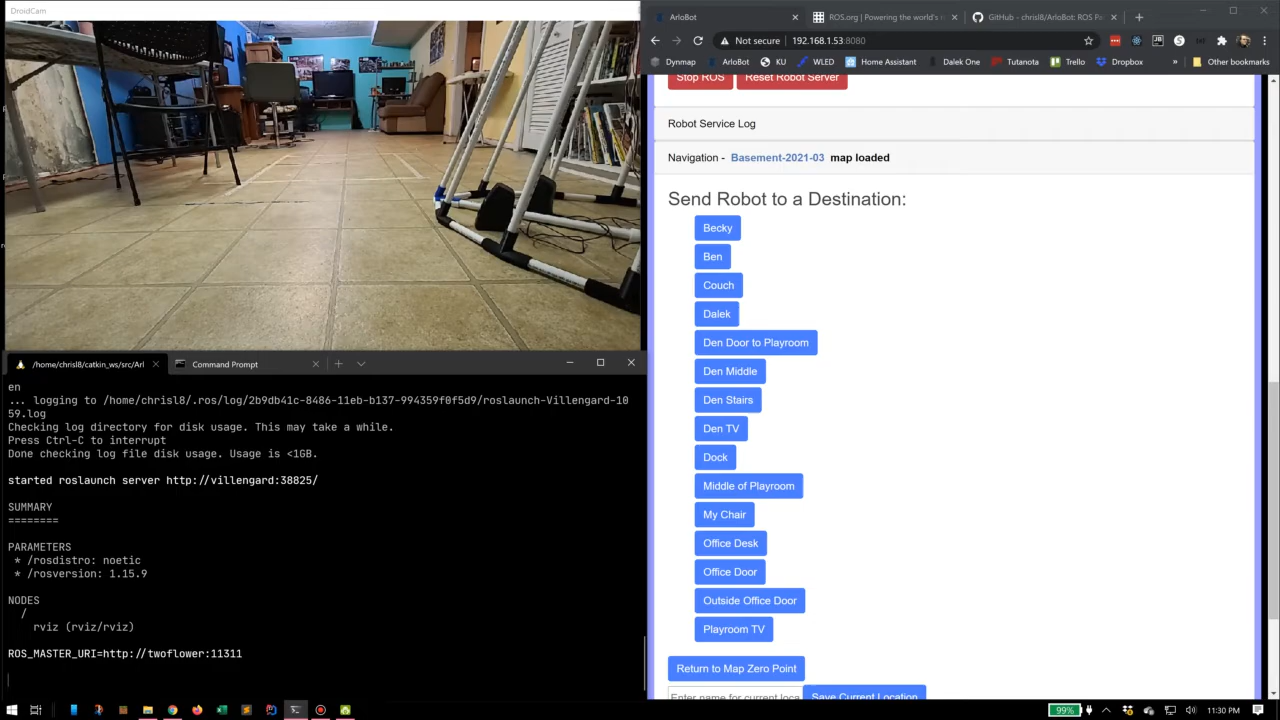 DroidCam
ArloBot
ROS.org | Powering the world's r
GitHub - chrisl8/ArloBot: ROS Pa
Not secure
192.168.1.53:8080
Dynmap
ArloBot
KU
WLED
Home Assistant
Dalek One
Tutanota
Trello
Dropbox
»
Other bookmarks
Stop ROS
Reset Robot Server
Robot Service Log
Navigation - Basement-2021-03 map loaded
Send Robot to a Destination:
Becky
Ben
Couch
Dalek
Den Door to Playroom
Den Middle
Den Stairs
Den TV
Dock
Middle of Playroom
My Chair
Office Desk
Office Door
Outside Office Door
Playroom TV
Return to Map Zero Point
Enter name for current loca
Save Current Location
/home/chrisl8/catkin_ws/src/Arl
Command Prompt
en
... logging to /home/chrisl8/.ros/log/2b9db41c-8486-11eb-b137-994359f0f5d9/roslaunch-Villengard-10
59.log
Checking log directory for disk usage. This may take a while.
Press Ctrl-C to interrupt
Done checking log file disk usage. Usage is <1GB.
started roslaunch server http://villengard:38825/
SUMMARY
========
PARAMETERS
* /rosdistro: noetic
* /rosversion: 1.15.9
NODES
/
rviz (rviz/rviz)
ROS_MASTER_URI=http://twoflower:11311
99%
11:30 PM